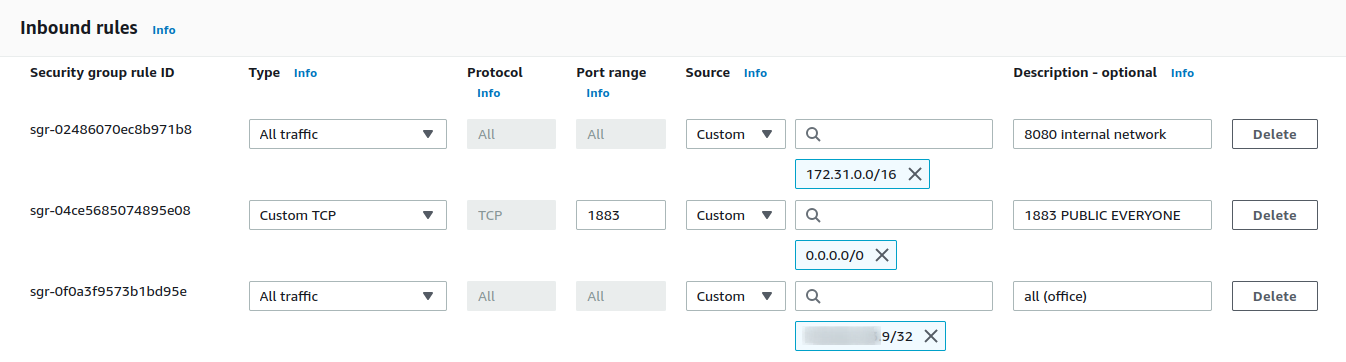 Inbound rules Info
Security group rule ID Type Info Protocol Info Port range Info Source Info Description - optional Info
sgr-02486070ec8b971b8 All traffic All All Custom 8080 internal network Delete
172.31.0.0/16
sgr-04ce5685074895e08 Custom TCP TCP 1883 Custom 1883 PUBLIC EVERYONE Delete
0.0.0.0/0
sgr-0f0a3f9573b1bd95e All traffic All All Custom all (office) Delete
.9/32